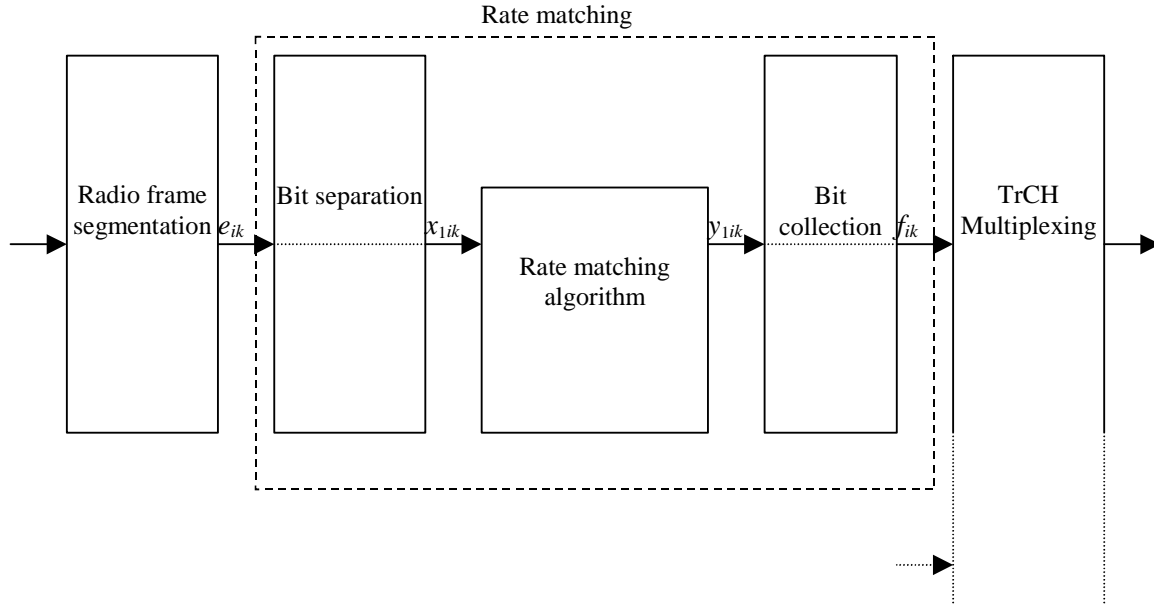 Rate matching
Radio frame
segmentation
e_ik
Bit separation
x_1ik
Rate matching
algorithm
y_1ik
Bit
collection
f_ik
TrCH
Multiplexing